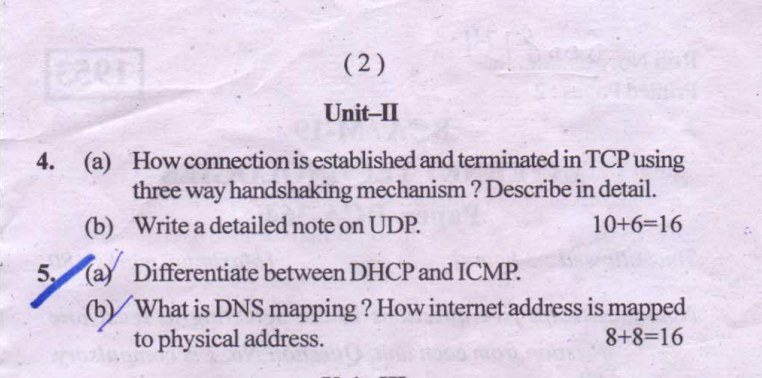 ( 2 )
Unit–II
4. (a) How connection is established and terminated in TCP using
three way handshaking mechanism ? Describe in detail.
(b) Write a detailed note on UDP. 10+6=16
5. (a) Differentiate between DHCP and ICMP.
(b) What is DNS mapping ? How internet address is mapped
to physical address. 8+8=16